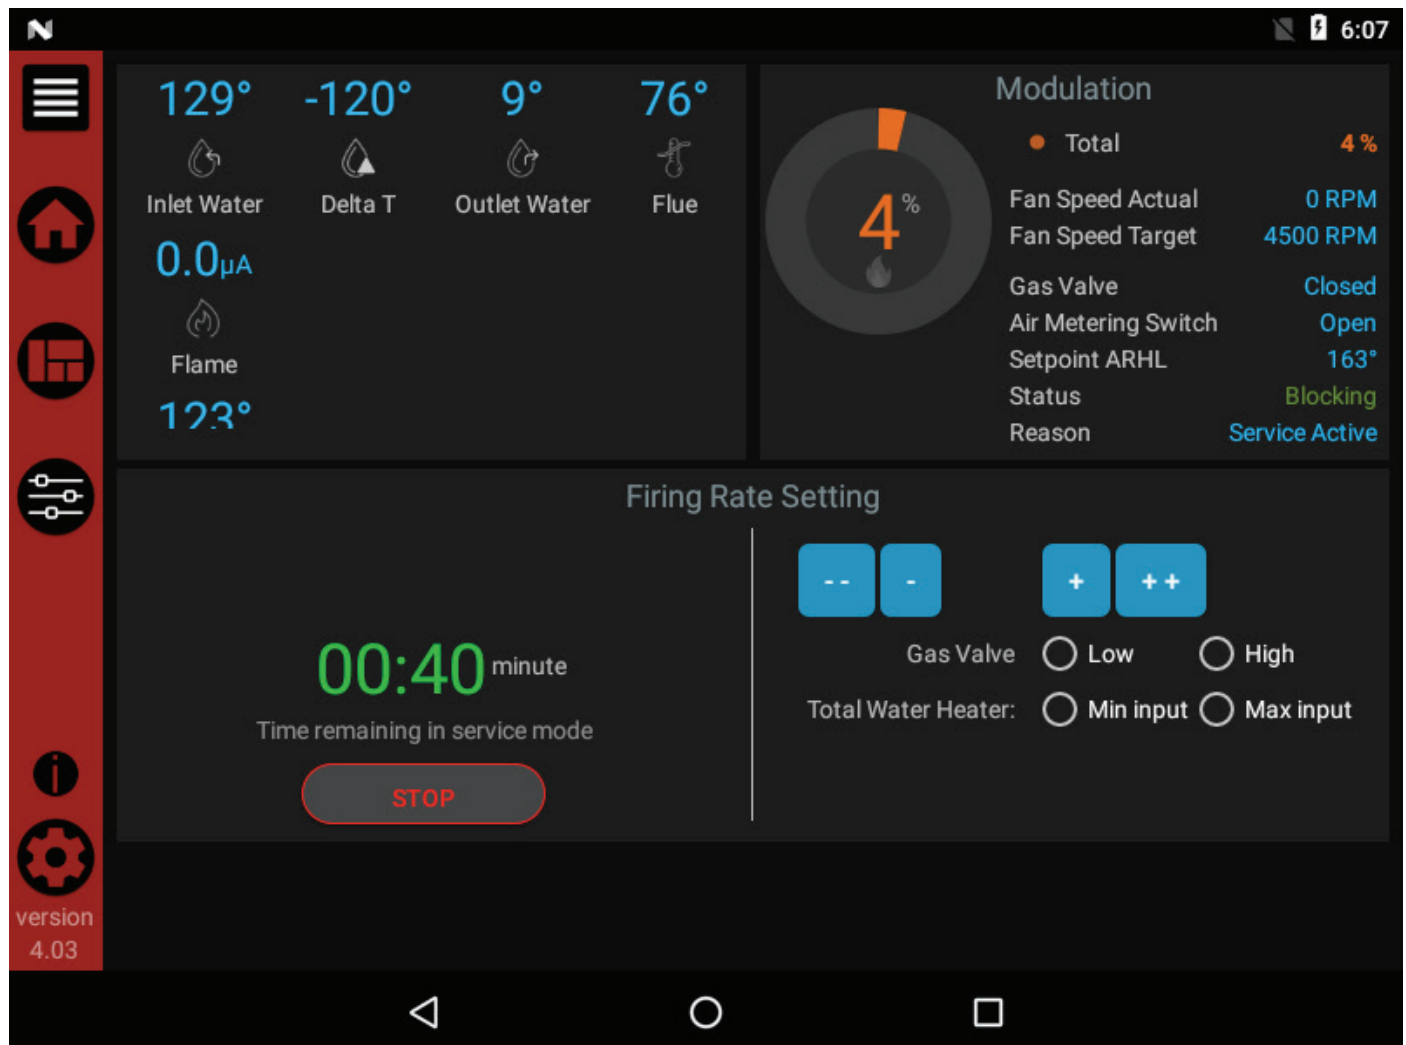 6:07
129° -120° 9° 76°
Inlet Water Delta T Outlet Water Flue
0.0µA
Flame
123°
Modulation
Total 4%
4%
Fan Speed Actual 0 RPM
Fan Speed Target 4500 RPM
Gas Valve Closed
Air Metering Switch Open
Setpoint ARHL 163°
Status Blocking
Reason Service Active
Firing Rate Setting
-- - + ++
Gas Valve Low High
Total Water Heater: Min input Max input
00:40 minute
Time remaining in service mode
STOP
i
version
4.03